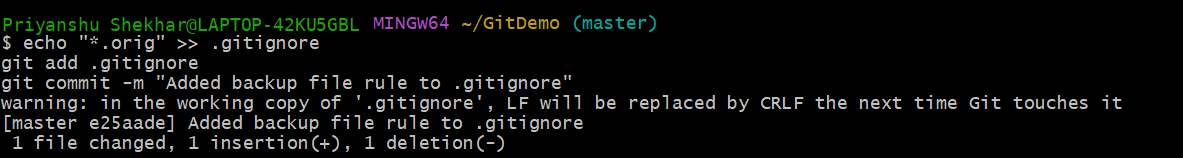 Priyanshu Shekhar@LAPTOP-42KU5GBL MINGW64 ~/GitDemo (master)
$ echo "*.orig" >> .gitignore
git add .gitignore
git commit -m "Added backup file rule to .gitignore"
warning: in the working copy of '.gitignore', LF will be replaced by CRLF the next time Git touches it
[master e25aade] Added backup file rule to .gitignore
 1 file changed, 1 insertion(+), 1 deletion(-)